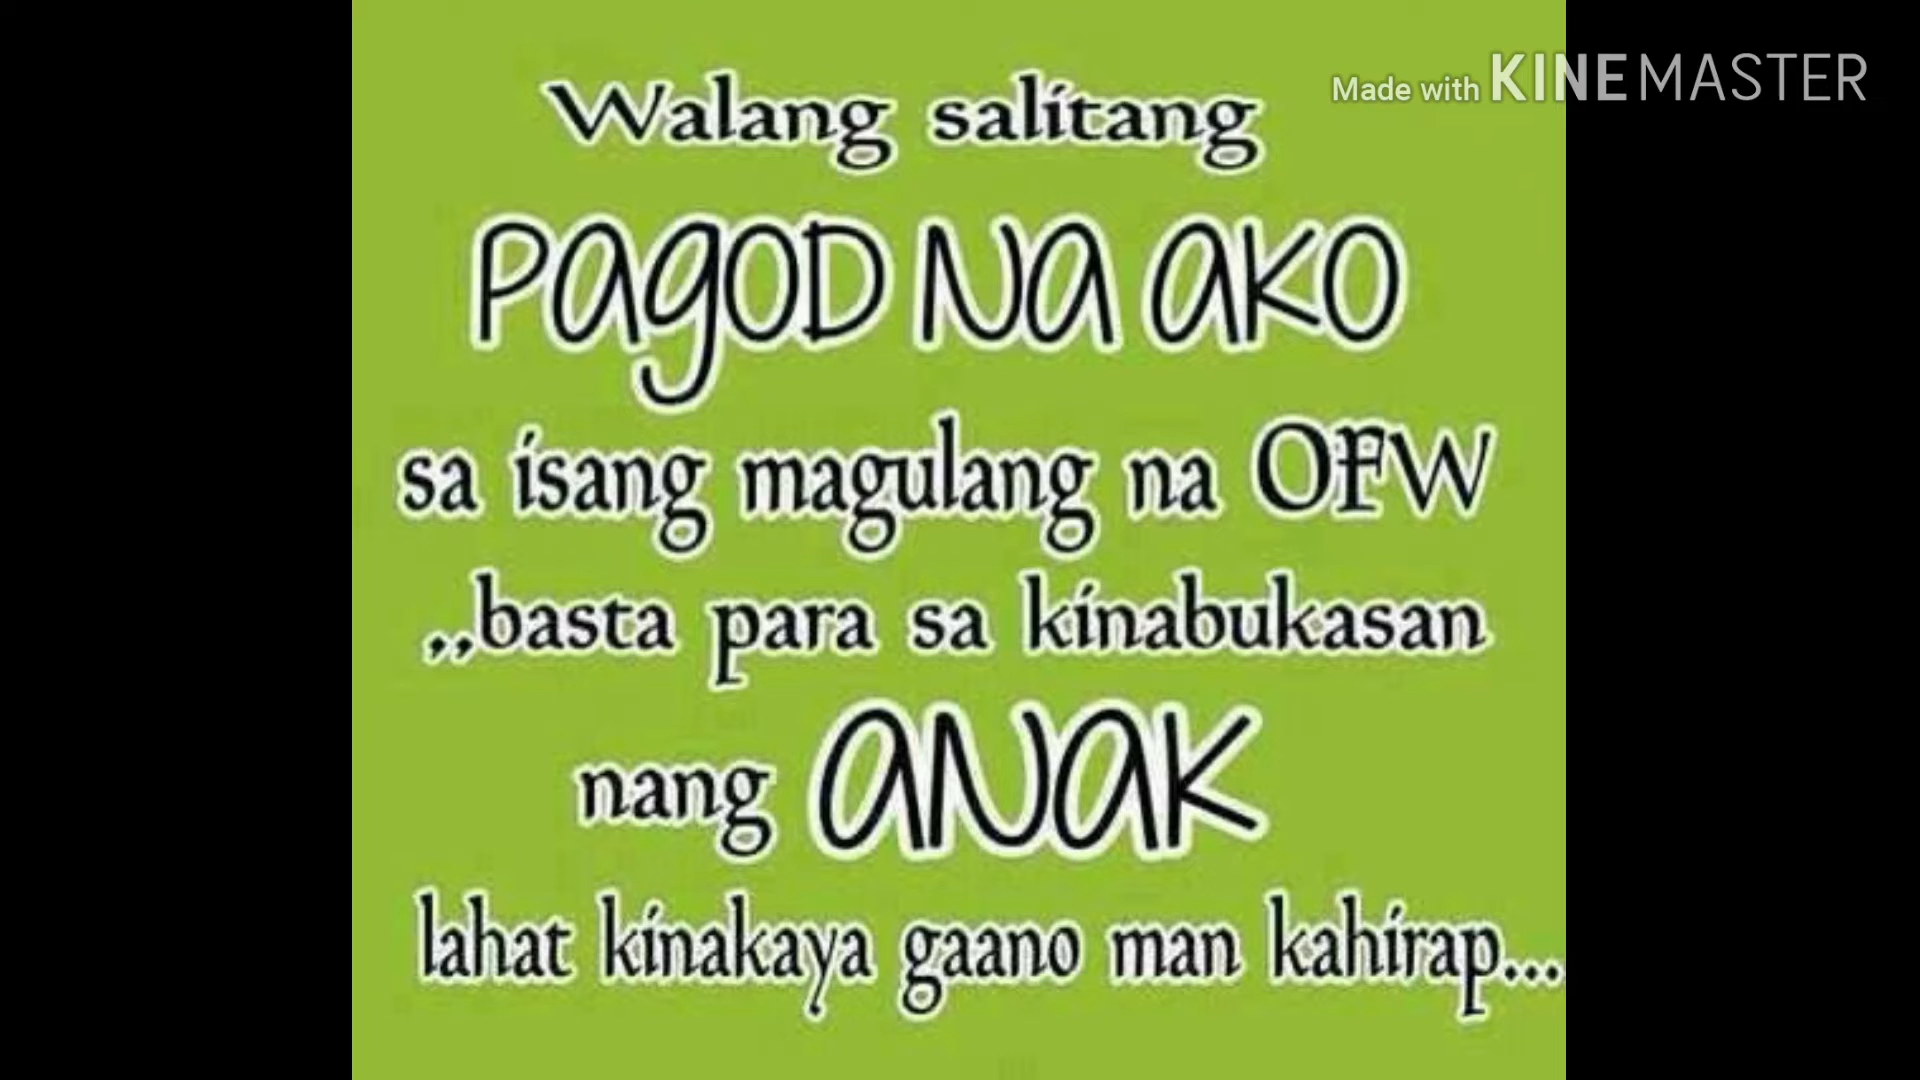 Made with KINEMASTER
Walang salitang
PAGOD NA AKO
sa isang magulang na OFW
,,basta para sa kinabukasan
nang ANAK
lahat kinakaya gaano man kahirap...